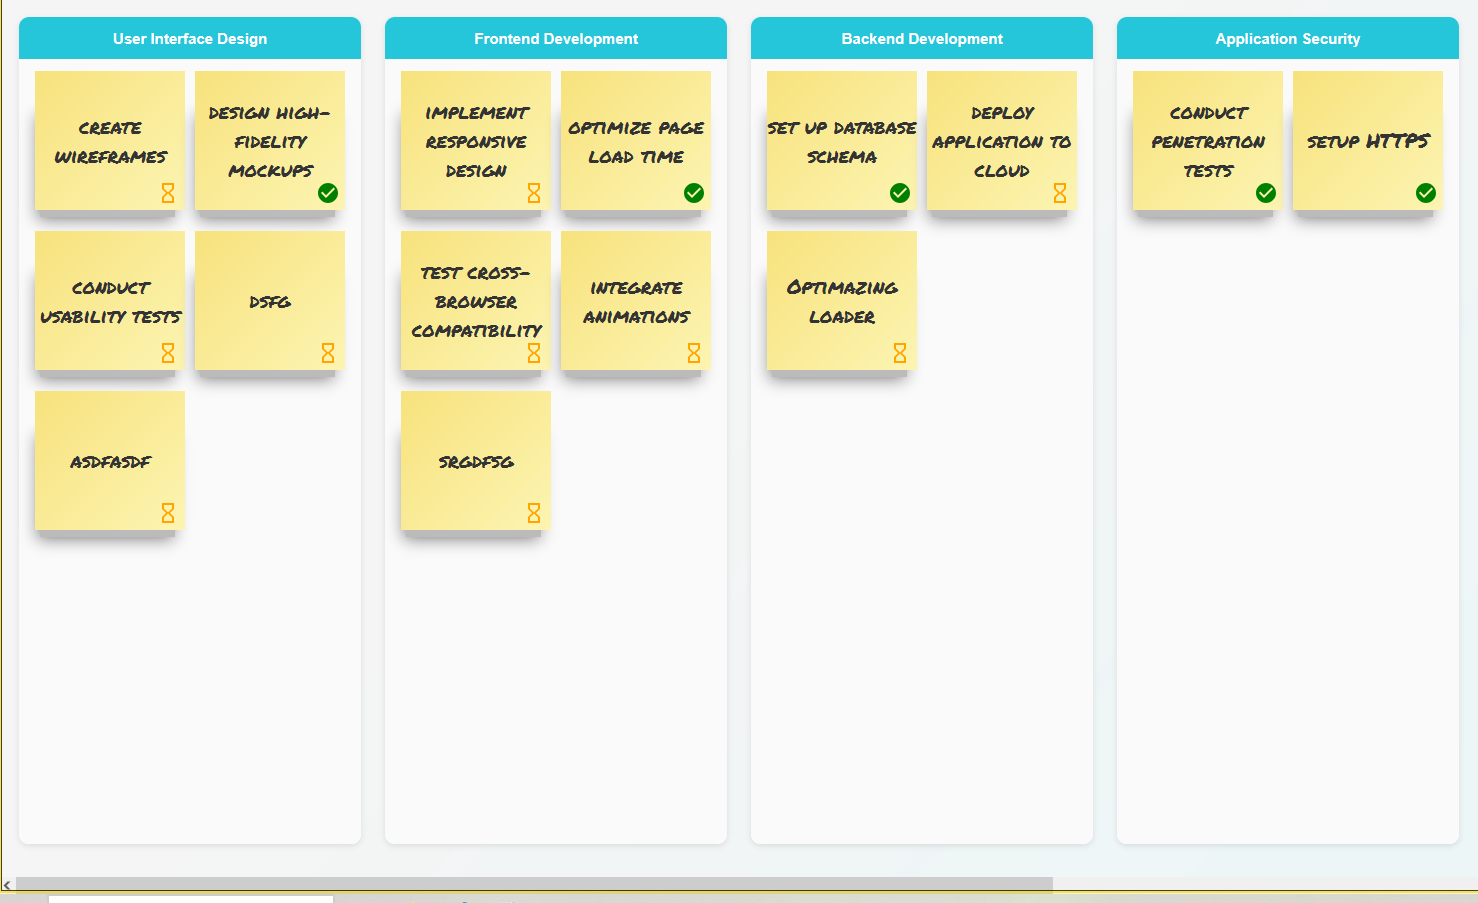 User Interface Design
CREATE
WIREFRAMES
DESIGN HIGH-
FIDELITY
MOCKUPS
CONDUCT
USABILITY TESTS
DSFG
ASDFASDF
Frontend Development
IMPLEMENT
RESPONSIVE
DESIGN
OPTIMIZE PAGE
LOAD TIME
TEST CROSS-
BROWSER
COMPATIBILITY
INTEGRATE
ANIMATIONS
SRGDFSG
Backend Development
SET UP DATABASE
SCHEMA
DEPLOY
APPLICATION TO
CLOUD
OPTIMAZING
LOADER
Application Security
CONDUCT
PENETRATION
TESTS
SETUP HTTPS